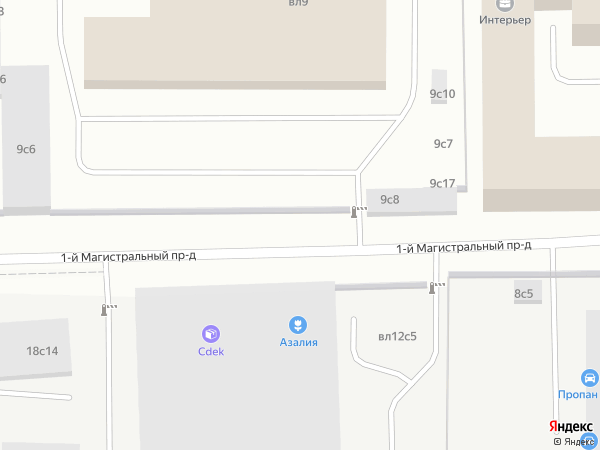 вл9
Интерьер
6
9с10
9с7
9с6
9с17
9с8
1-й Магистральный пр-д
1-й Магистральный пр-д
8с5
Cdek
Азалия
вл12с5
18с14
Пропан
Яндекс
© Яндекс